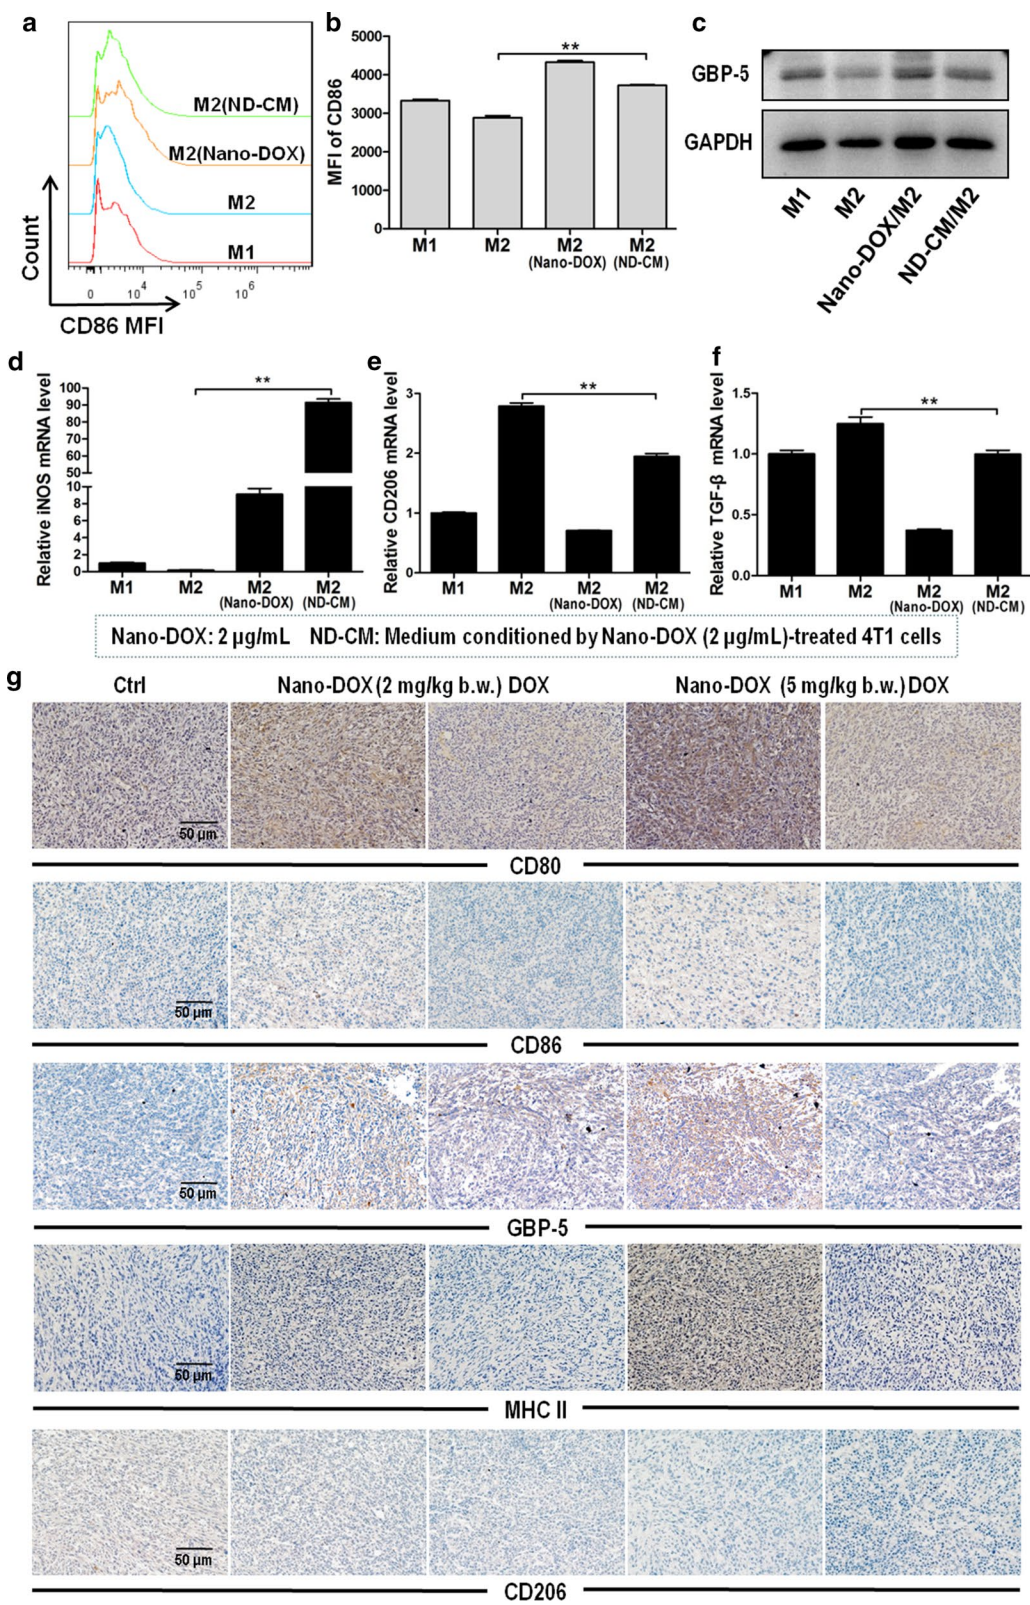 a
M2(ND-CM)
M2(Nano-DOX)
M2
M1
Count
0 10^4 10^5 10^6
CD86 MFI
b
MFI of CD86
5000
4000
3000
2000
1000
0
**
M1 M2 M2 M2
(Nano-DOX) (ND-CM)
c
GBP-5
GAPDH
M1
M2
Nano-DOX/M2
ND-CM/M2
d
Relative iNOS mRNA level
100
90
80
70
60
50
10
8
6
4
2
0
**
M1 M2 M2 M2
(Nano-DOX) (ND-CM)
e
Relative CD206 mRNA level
3
2
1
0
**
M1 M2 M2 M2
(Nano-DOX) (ND-CM)
f
Relative TGF-β mRNA level
1.5
1.0
0.5
0.0
**
M1 M2 M2 M2
(Nano-DOX) (ND-CM)
Nano-DOX: 2 µg/mL ND-CM: Medium conditioned by Nano-DOX (2 µg/mL)-treated 4T1 cells
g
Ctrl Nano-DOX (2 mg/kg b.w.) DOX Nano-DOX (5 mg/kg b.w.) DOX
50 µm
CD80
50 µm
CD86
50 µm
GBP-5
50 µm
MHC II
50 µm
CD206